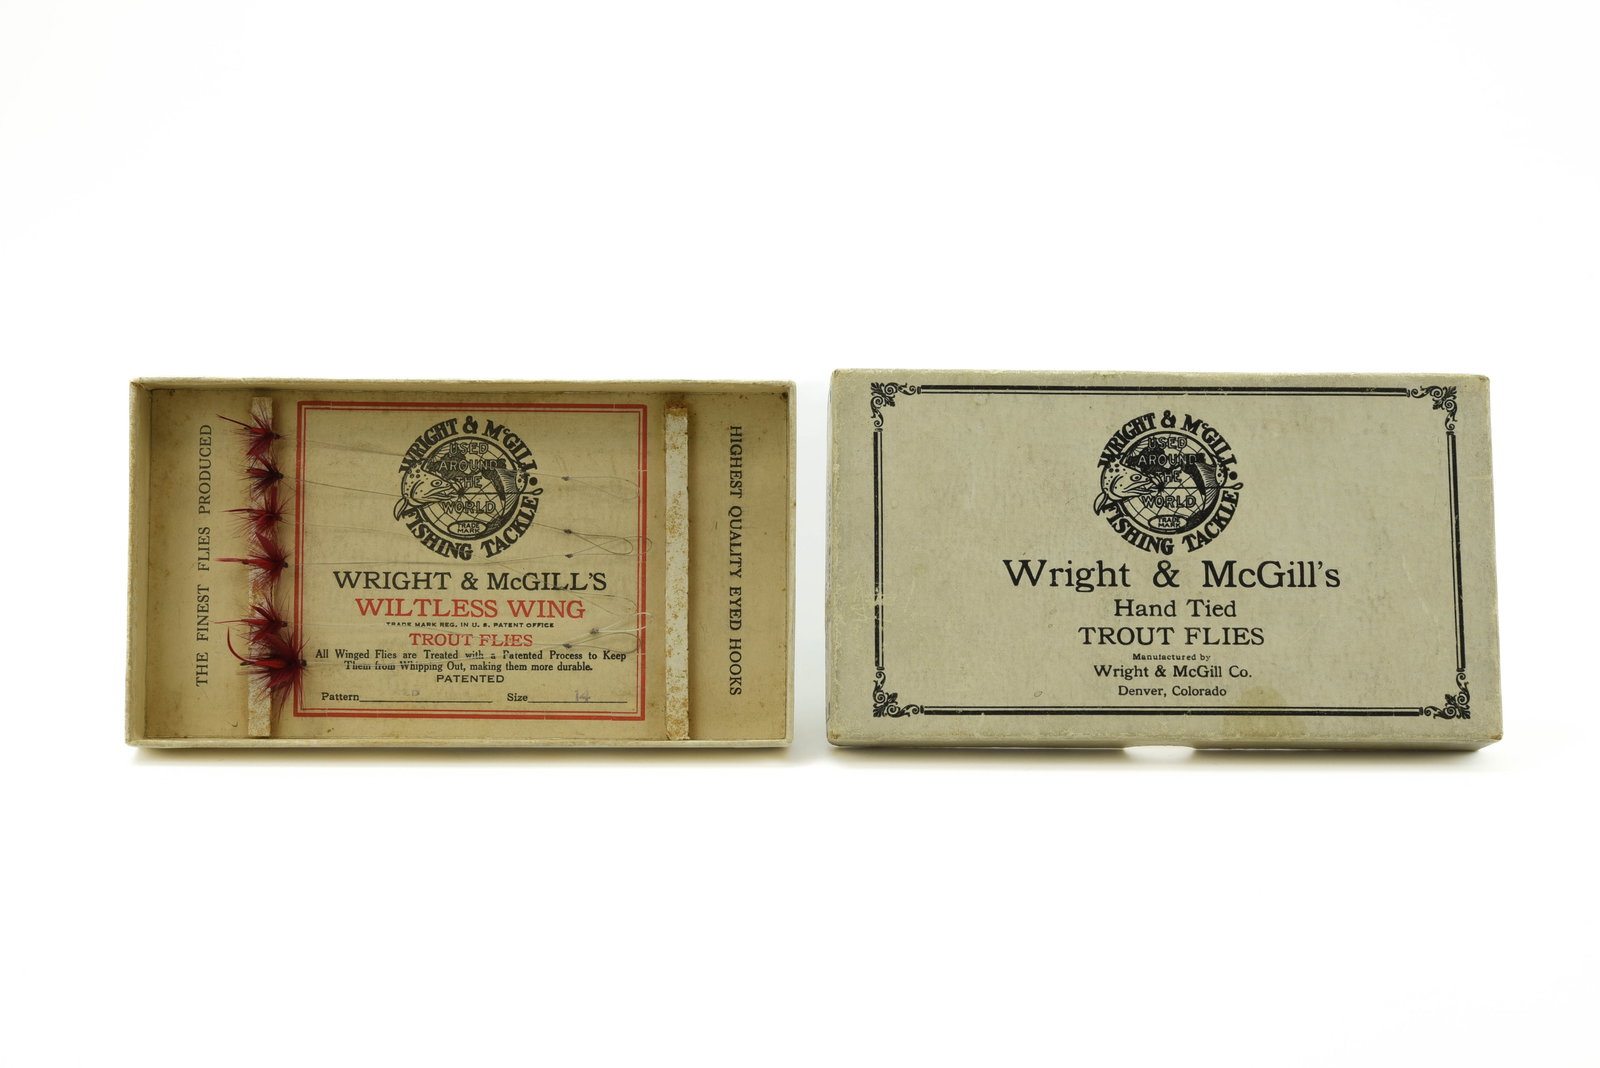 THE FINEST FLIES PRODUCED
WRIGHT & McGILL
USED
AROUND
THE
WORLD
TRADE
MARK
FISHING TACKLE
WRIGHT & McGILL'S
WILTLESS WING
TRADE MARK REG. IN U. S. PATENT OFFICE
TROUT FLIES
All Winged Flies are Treated with a Patented Process to Keep
Them from Whipping Out, making them more durable.
PATENTED
Pattern Size 14
HIGHEST QUALITY EYED HOOKS
WRIGHT & McGILL
USED
AROUND
THE
WORLD
TRADE
MARK
FISHING TACKLE
Wright & McGill's
Hand Tied
TROUT FLIES
Manufactured by
Wright & McGill Co.
Denver, Colorado